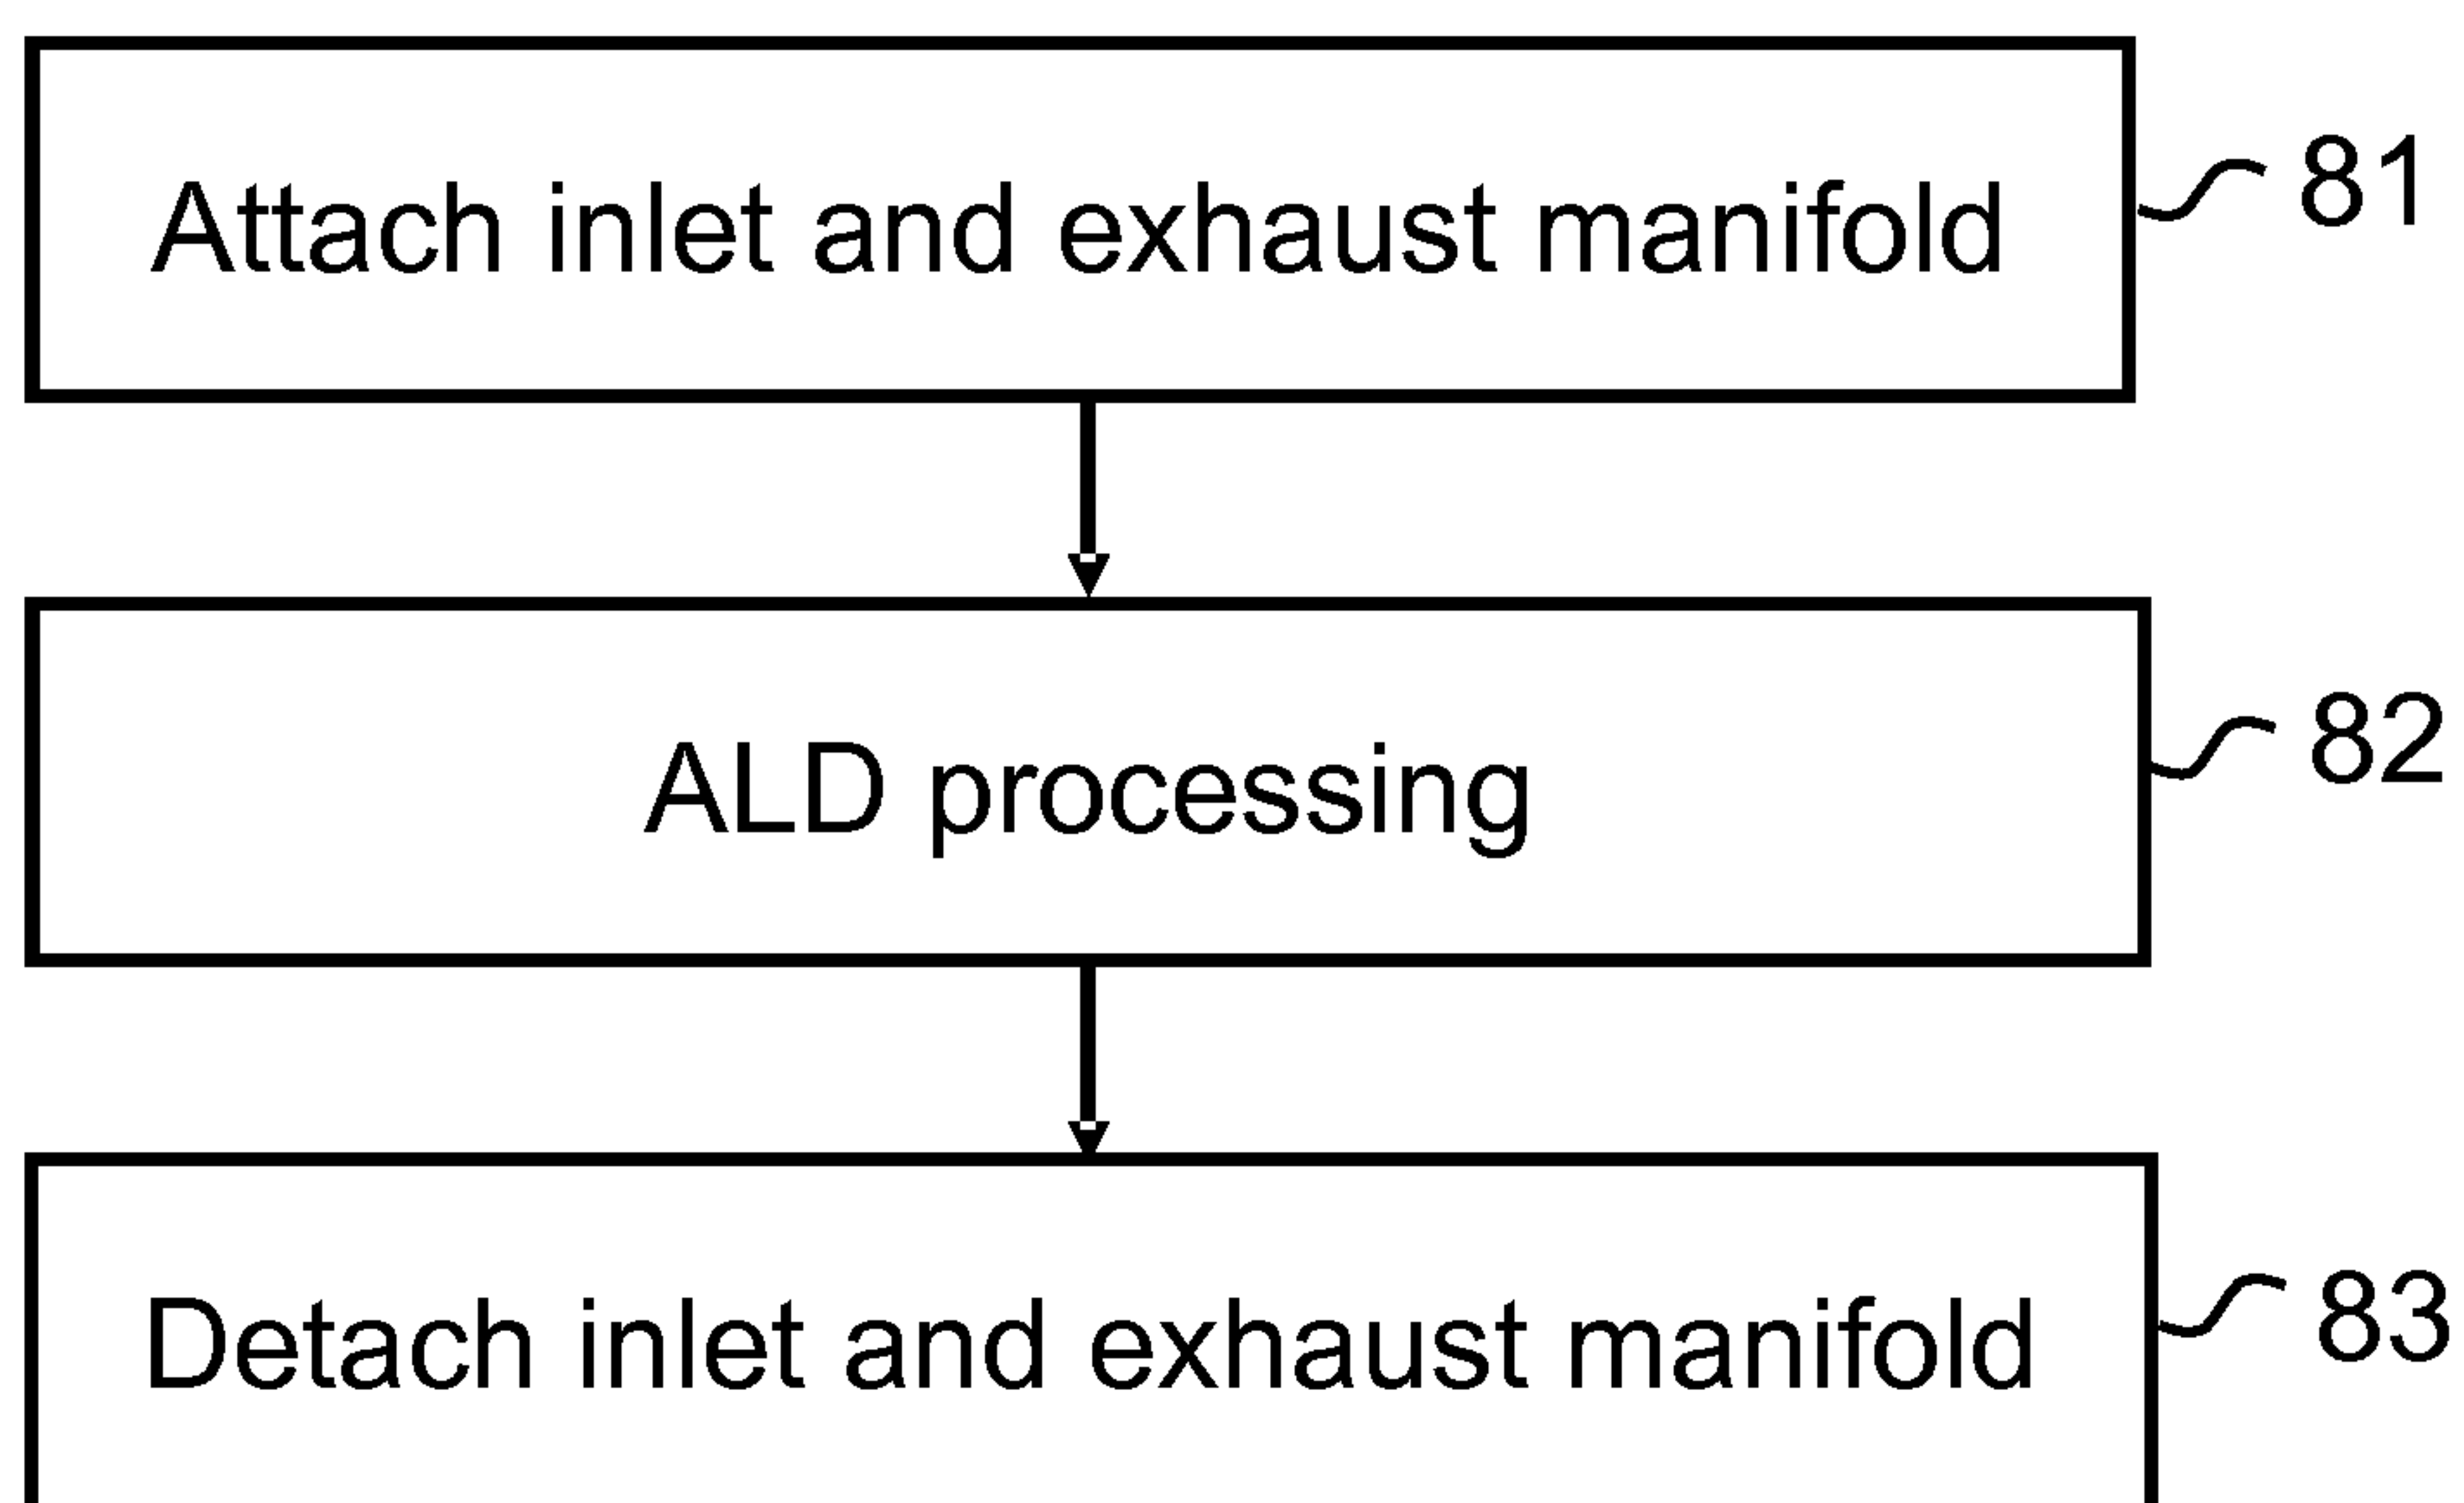 Attach inlet and exhaust manifold 81
ALD processing 82
Detach inlet and exhaust manifold 83